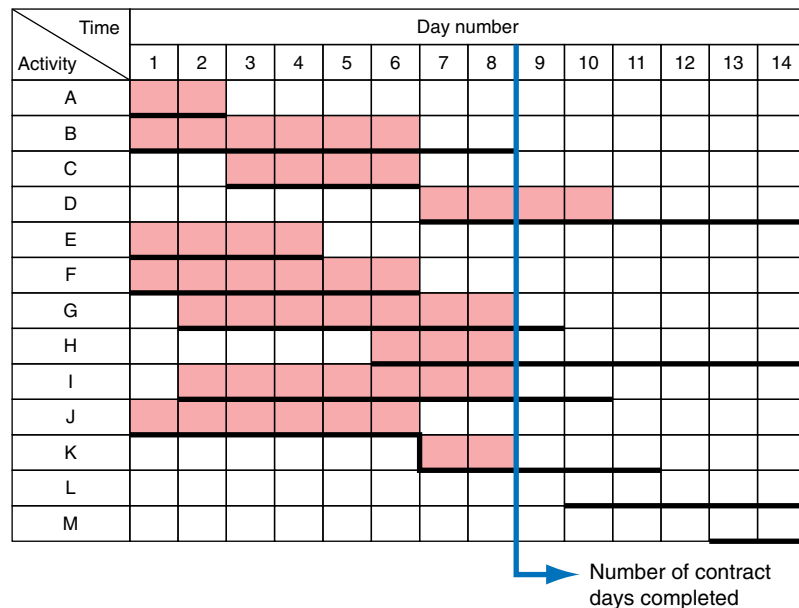 Time
Day number
Activity
1 2 3 4 5 6 7 8 9 10 11 12 13 14
A
B
C
D
E
F
G
H
I
J
K
L
M
Number of contract
days completed